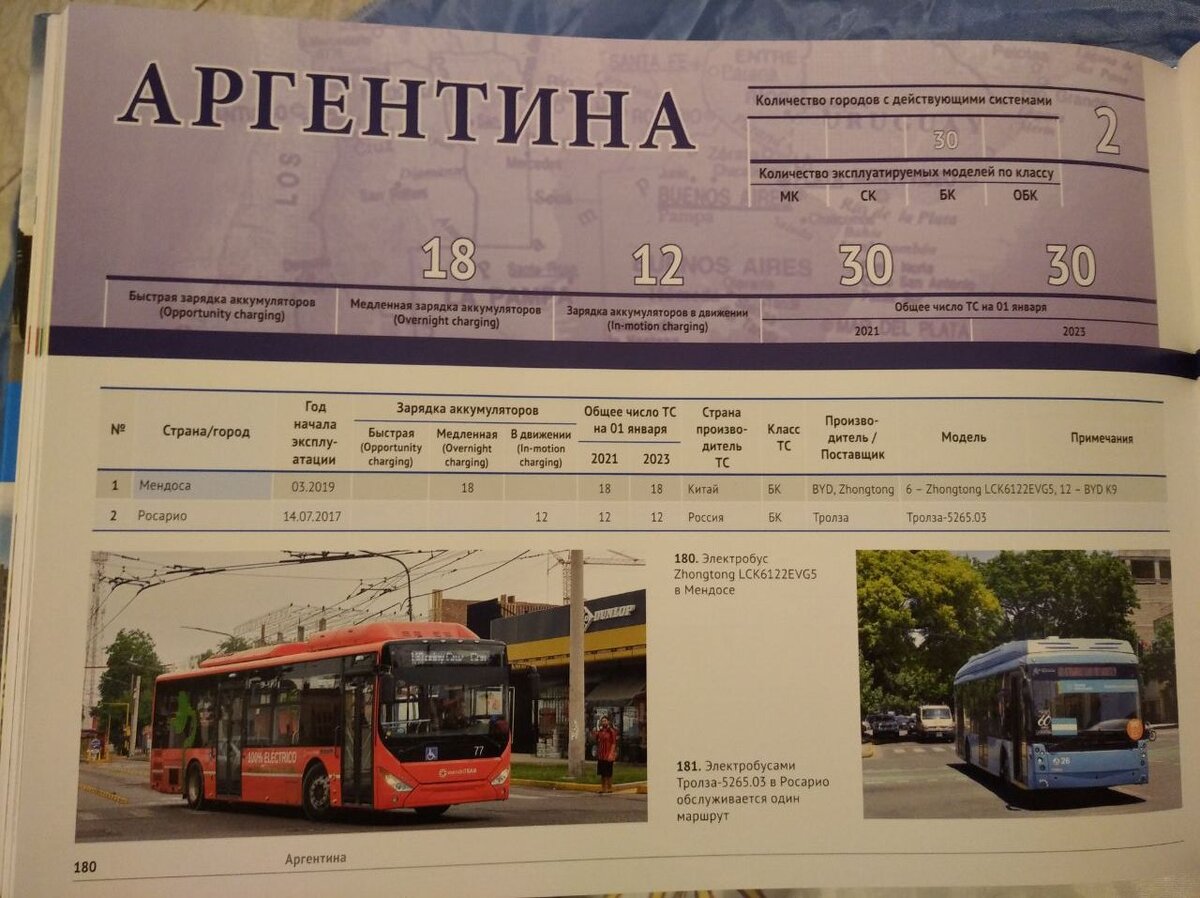 АРГЕНТИНА
Количество городов с действующими системами
2
30
Количество эксплуатируемых моделей по классу
МК СК БК ОБК
18 12 30 30
Быстрая зарядка аккумуляторов
(Opportunity charging)
Медленная зарядка аккумуляторов
(Overnight charging)
Зарядка аккумуляторов в движении
(In-motion charging)
Общее число ТС на 01 января
2021 2023
№
Страна/город
Год
начала
эксплу-
атации
Зарядка аккумуляторов
Быстрая
(Opportunity
charging)
Медленная
(Overnight
charging)
В движении
(In-motion
charging)
Общее число ТС
на 01 января
2021 2023
Страна
произво-
дитель
ТС
Класс
ТС
Произво-
дитель /
Поставщик
Модель
Примечания
1 Мендоса 03.2019 18 18 18 Китай БК BYD, Zhongtong 6 – Zhongtong LCK6122EVG5, 12 – BYD K9
2 Росарио 14.07.2017 12 12 12 Россия БК Тролза Тролза-5265.03
180. Электробус
Zhongtong LCK6122EVG5
в Мендосе
DUNLOP
100% ELÉCTRICO
77
181. Электробусами
Тролза-5265.03 в Росарио
обслуживается один
маршрут
26
180 Аргентина